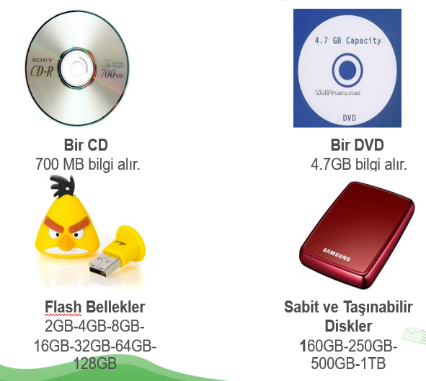 SONY
CD-R 700MB
4.7 GB Capacity
DVD
Bir CD
700 MB bilgi alır.
Bir DVD
4.7GB bilgi alır.
Flash Bellekler
2GB-4GB-8GB-
16GB-32GB-64GB-
128GB
SAMSUNG
Sabit ve Taşınabilir
Diskler
160GB-250GB-
500GB-1TB